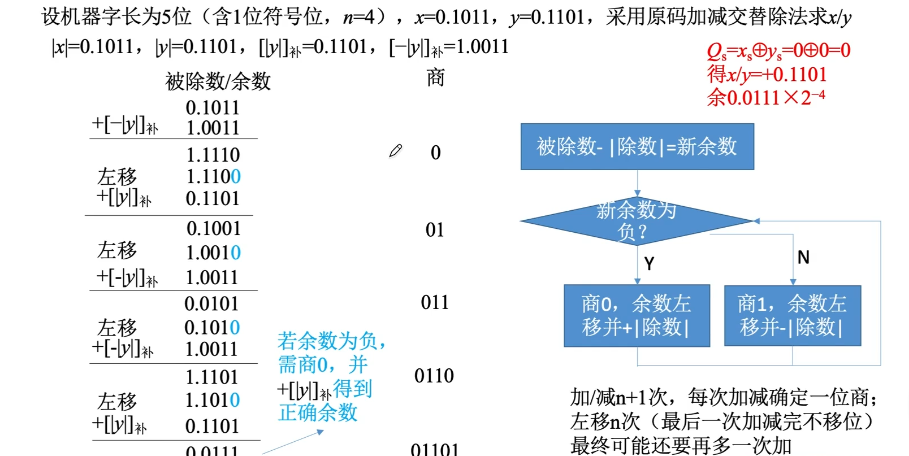 设机器字长为5位（含1位符号位，n=4），x=0.1011，y=0.1101，采用原码加减交替除法求x/y
|x|=0.1011，|y|=0.1101，[|y|]补=0.1101，[−|y|]补=1.0011
Qs=xs⊕ys=0⊕0=0
得x/y=+0.1101
余0.0111×2⁻⁴
被除数/余数
商
0.1011
+[−|y|]补 1.0011
1.1110 0
左移 1.1100
+[|y|]补 0.1101
0.1001 01
左移 1.0010
+[-|y|]补 1.0011
0.0101 011
左移 0.1010
+[-|y|]补 1.0011
1.1101 0110
左移 1.1010
+[|y|]补 0.1101
0.0111 01101
若余数为负，
需商0，并
+[|y|]补得到
正确余数
被除数- |除数|=新余数
新余数为
负？
Y
N
商0，余数左
移并+|除数|
商1，余数左
移并-|除数|
加/减n+1次，每次加减确定一位商；
左移n次（最后一次加减完不移位）
最终可能还要再多一次加